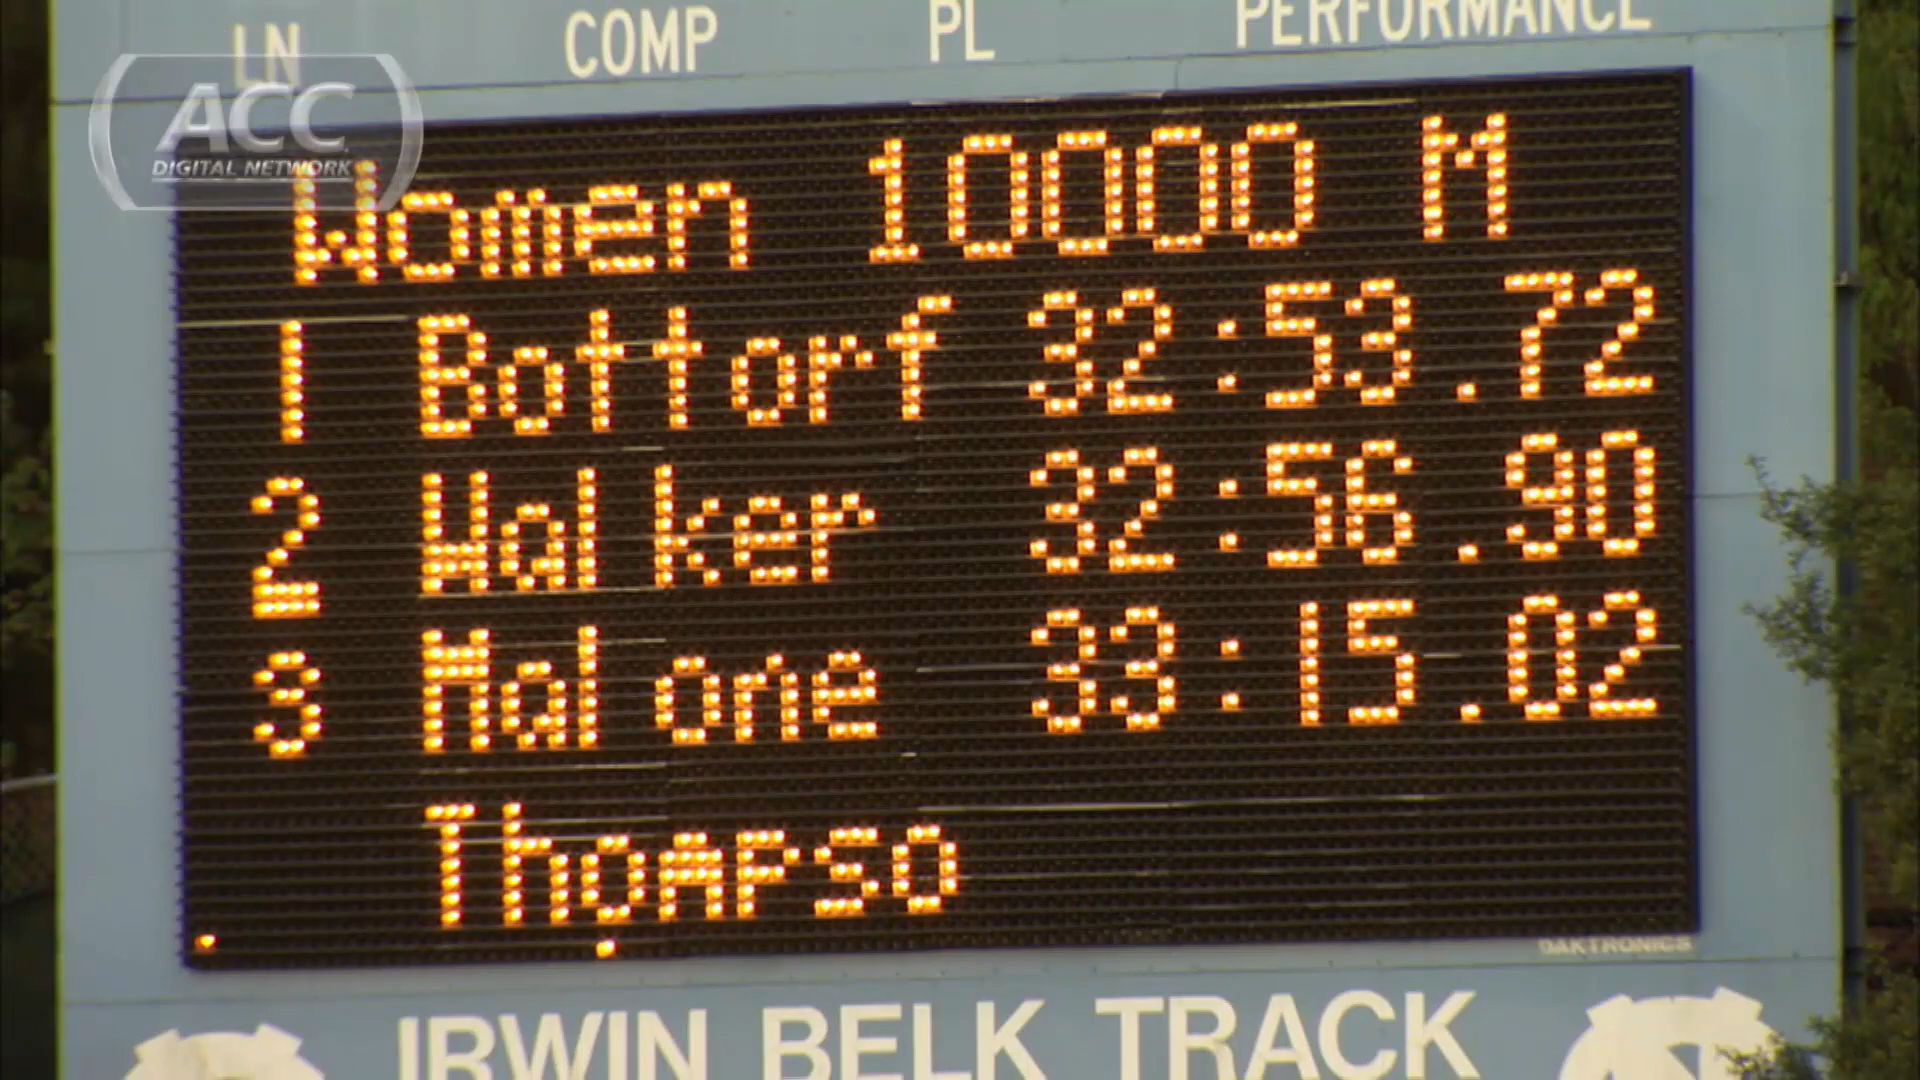 LN COMP PL PERFORMANCE
ACC
DIGITAL NETWORK
Women 10000 M
1 Bottorf 32:53.72
2 Walker 32:56.90
3 Malone 33:15.02
Thompso
DAKTRONICS
IRWIN BELK TRACK